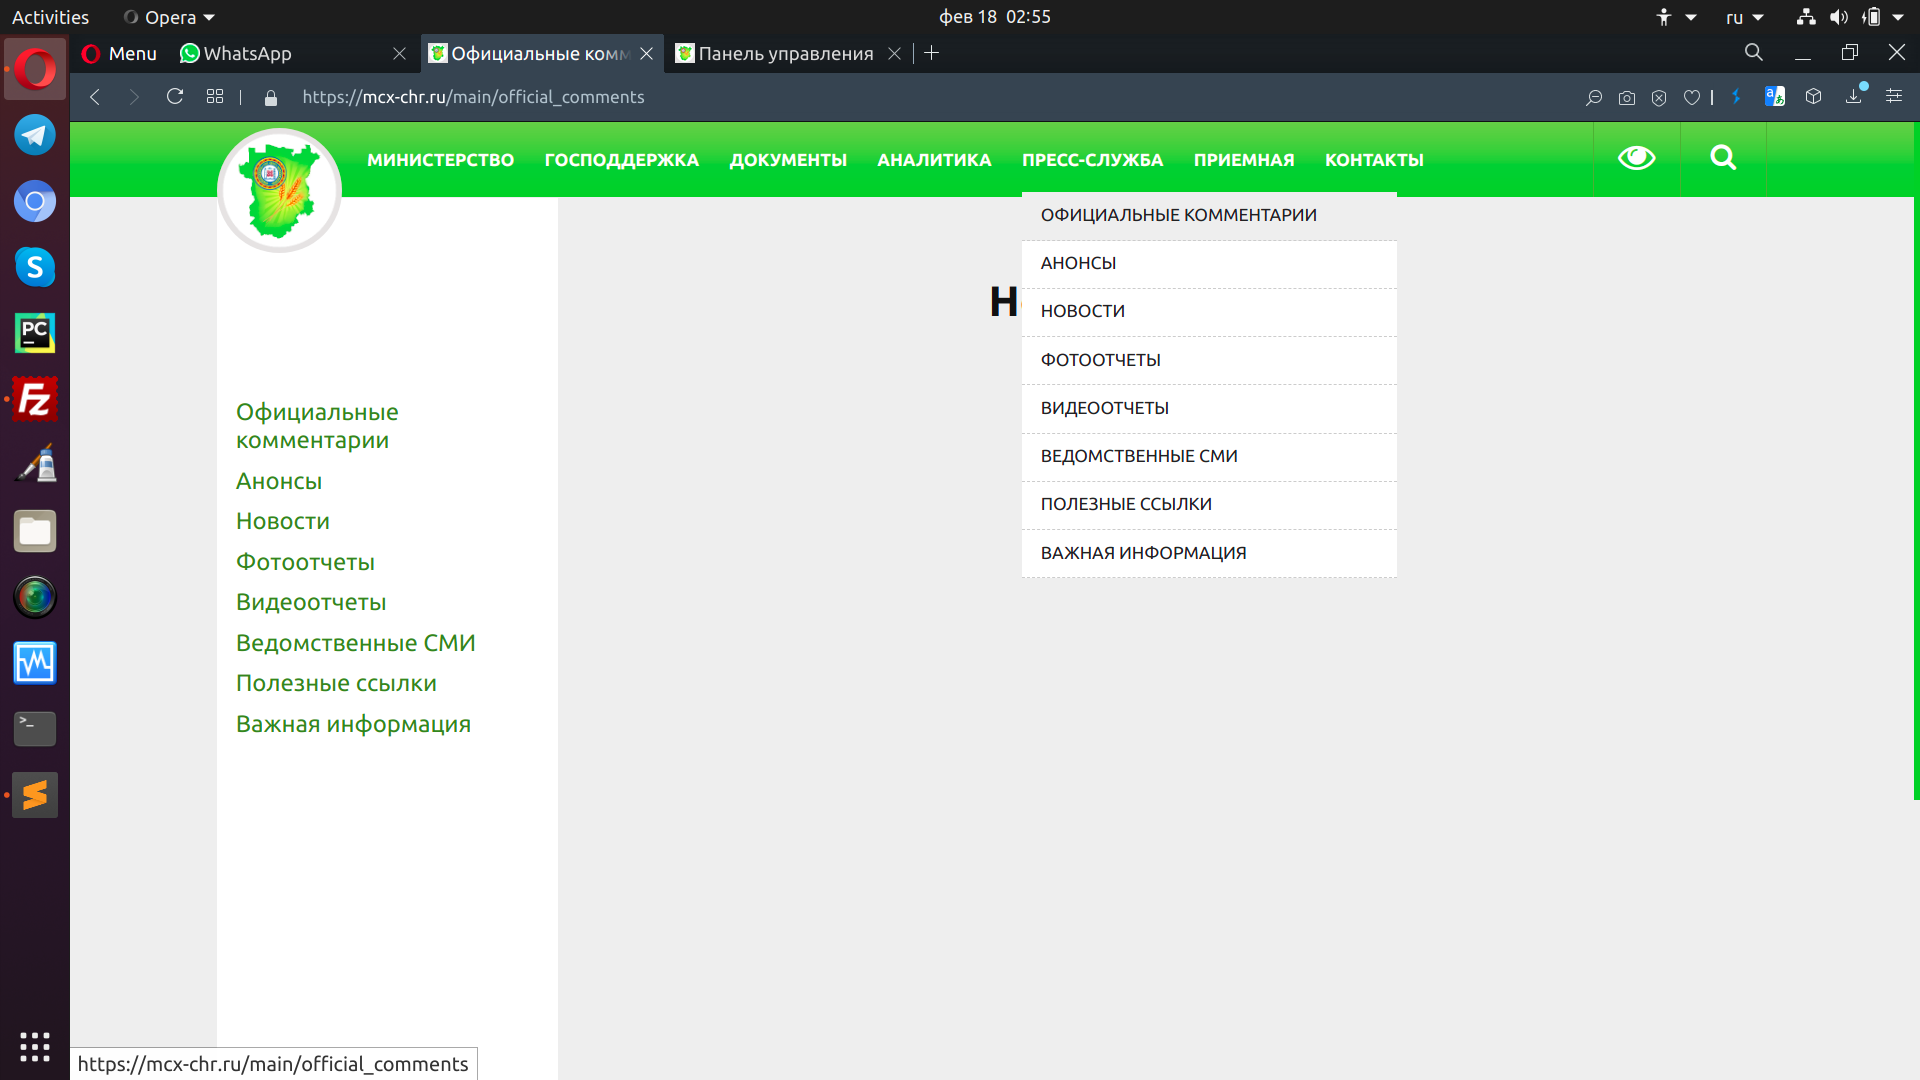 Activities
Opera
фев 18 02:55
ru
Menu
WhatsApp
Официальные комм
Панель управления
https://mcx-chr.ru/main/official_comments
МИНИСТЕРСТВО
ГОСПОДДЕРЖКА
ДОКУМЕНТЫ
АНАЛИТИКА
ПРЕСС-СЛУЖБА
ПРИЕМНАЯ
КОНТАКТЫ
ОФИЦИАЛЬНЫЕ КОММЕНТАРИИ
АНОНСЫ
НОВОСТИ
ФОТООТЧЕТЫ
ВИДЕООТЧЕТЫ
ВЕДОМСТВЕННЫЕ СМИ
ПОЛЕЗНЫЕ ССЫЛКИ
ВАЖНАЯ ИНФОРМАЦИЯ
Официальные
комментарии
Анонсы
Новости
Фотоотчеты
Видеоотчеты
Ведомственные СМИ
Полезные ссылки
Важная информация
https://mcx-chr.ru/main/official_comments